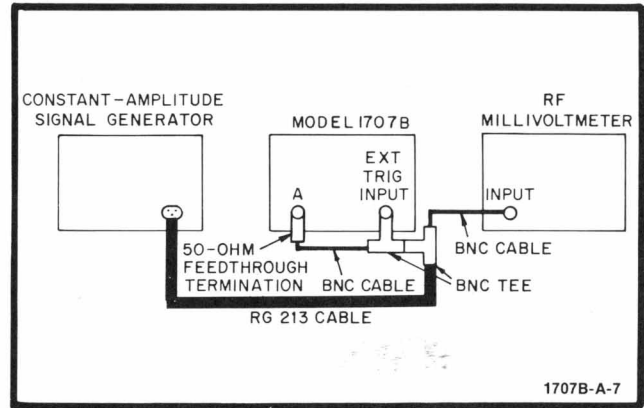 CONSTANT-AMPLITUDE
SIGNAL GENERATOR
MODEL 1707B
RF
MILLIVOLTMETER
EXT
TRIG
INPUT
A
INPUT
50-OHM
FEEDTHROUGH
TERMINATION
BNC CABLE
BNC CABLE
BNC TEE
RG 213 CABLE
1707B-A-7